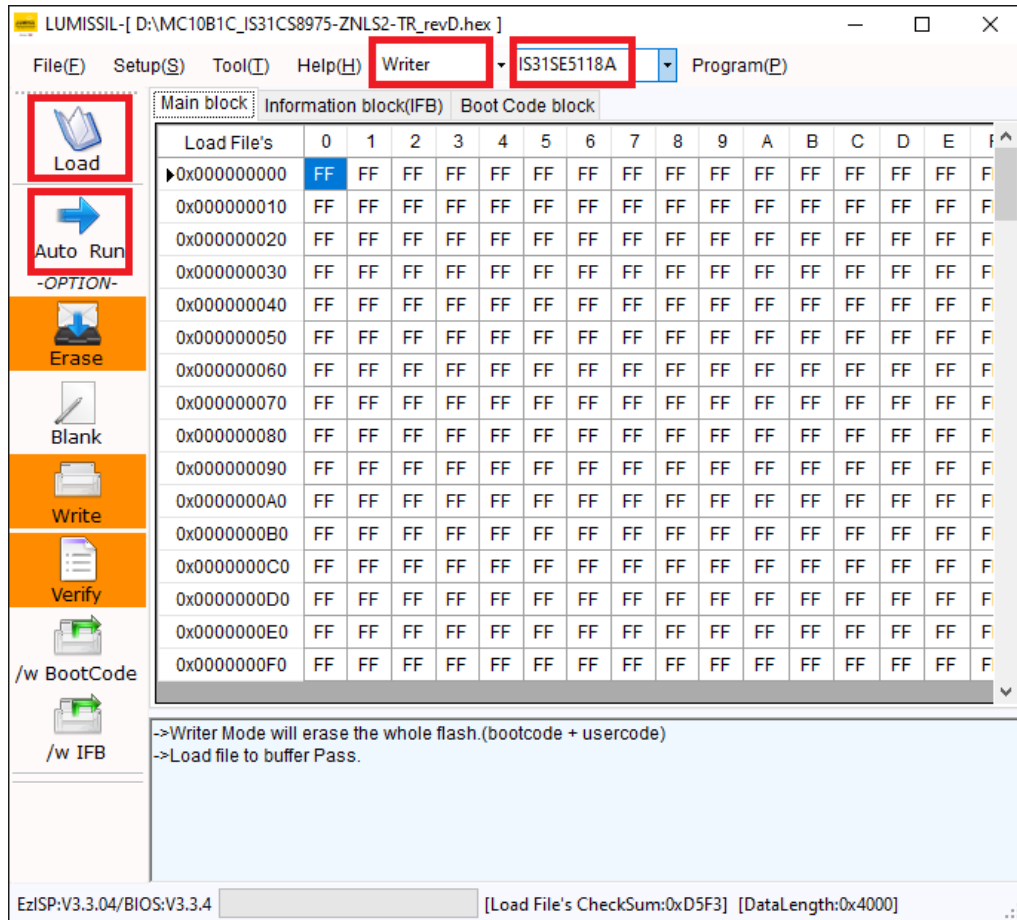 LUMISSIL-[ D:\MC10B1C_IS31CS8975-ZNLS2-TR_revD.hex ]
File(F) Setup(S) Tool(T) Help(H) Writer IS31SE5118A Program(P)
Load
Auto Run
-OPTION-
Erase
Blank
Write
Verify
/w BootCode
/w IFB
Main block Information block(IFB) Boot Code block
Load File's 0 1 2 3 4 5 6 7 8 9 A B C D E
0x000000000 FF FF FF FF FF FF FF FF FF FF FF FF FF FF FF
0x000000010 FF FF FF FF FF FF FF FF FF FF FF FF FF FF FF
0x000000020 FF FF FF FF FF FF FF FF FF FF FF FF FF FF FF
0x000000030 FF FF FF FF FF FF FF FF FF FF FF FF FF FF FF
0x000000040 FF FF FF FF FF FF FF FF FF FF FF FF FF FF FF
0x000000050 FF FF FF FF FF FF FF FF FF FF FF FF FF FF FF
0x000000060 FF FF FF FF FF FF FF FF FF FF FF FF FF FF FF
0x000000070 FF FF FF FF FF FF FF FF FF FF FF FF FF FF FF
0x000000080 FF FF FF FF FF FF FF FF FF FF FF FF FF FF FF
0x000000090 FF FF FF FF FF FF FF FF FF FF FF FF FF FF FF
0x0000000A0 FF FF FF FF FF FF FF FF FF FF FF FF FF FF FF
0x0000000B0 FF FF FF FF FF FF FF FF FF FF FF FF FF FF FF
0x0000000C0 FF FF FF FF FF FF FF FF FF FF FF FF FF FF FF
0x0000000D0 FF FF FF FF FF FF FF FF FF FF FF FF FF FF FF
0x0000000E0 FF FF FF FF FF FF FF FF FF FF FF FF FF FF FF
0x0000000F0 FF FF FF FF FF FF FF FF FF FF FF FF FF FF FF
->Writer Mode will erase the whole flash.(bootcode + usercode)
->Load file to buffer Pass.
EzISP:V3.3.04/BIOS:V3.3.4 [Load File's CheckSum:0xD5F3] [DataLength:0x4000]